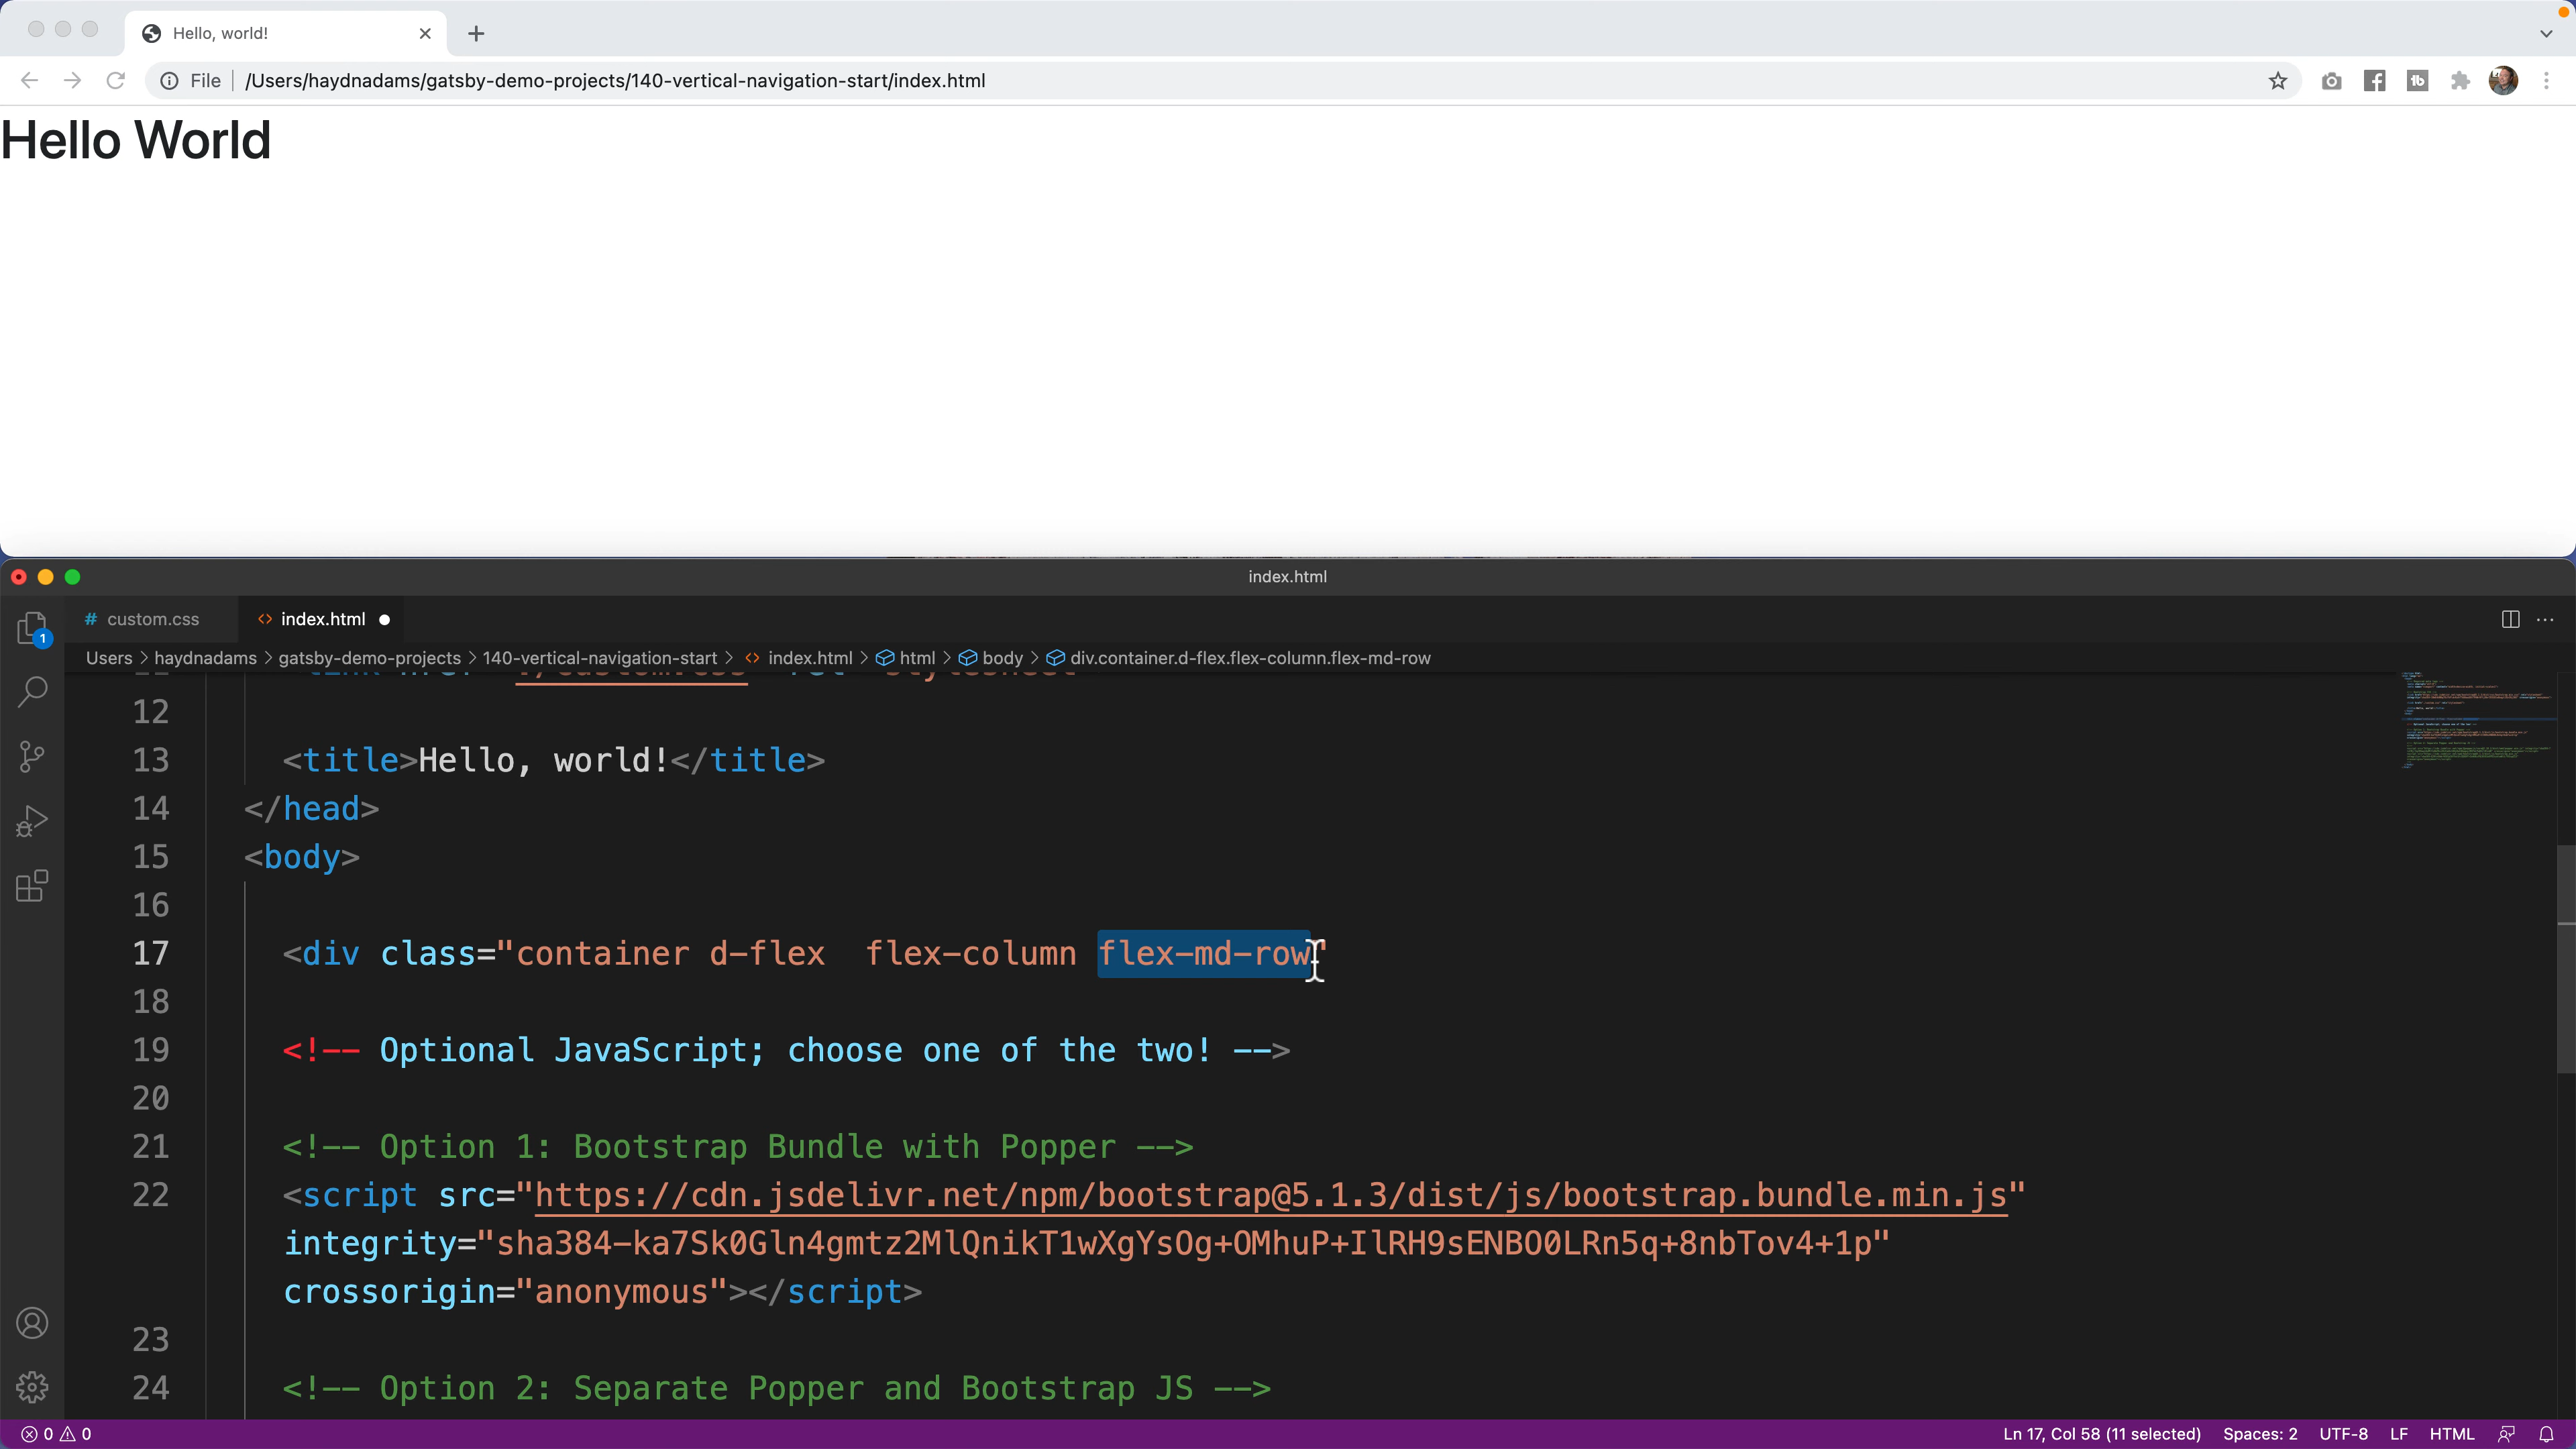 Hello, world!
File /Users/haydnadams/gatsby-demo-projects/140-vertical-navigation-start/index.html
Hello World
index.html
custom.css index.html
Users > haydnadams > gatsby-demo-projects > 140-vertical-navigation-start > index.html > html > body > div.container.d-flex.flex-column.flex-md-row
12
13 <title>Hello, world!</title>
14 </head>
15 <body>
16
17 <div class="container d-flex  flex-column flex-md-row"
18
19 <!-- Optional JavaScript; choose one of the two! -->
20
21 <!-- Option 1: Bootstrap Bundle with Popper -->
22 <script src="https://cdn.jsdelivr.net/npm/bootstrap@5.1.3/dist/js/bootstrap.bundle.min.js"
integrity="sha384-ka7Sk0Gln4gmtz2MlQnikT1wXgYsOg+OMhuP+IlRH9sENBO0LRn5q+8nbTov4+1p"
crossorigin="anonymous"></script>
23
24 <!-- Option 2: Separate Popper and Bootstrap JS -->
0 0 Ln 17, Col 58 (11 selected) Spaces: 2 UTF-8 LF HTML